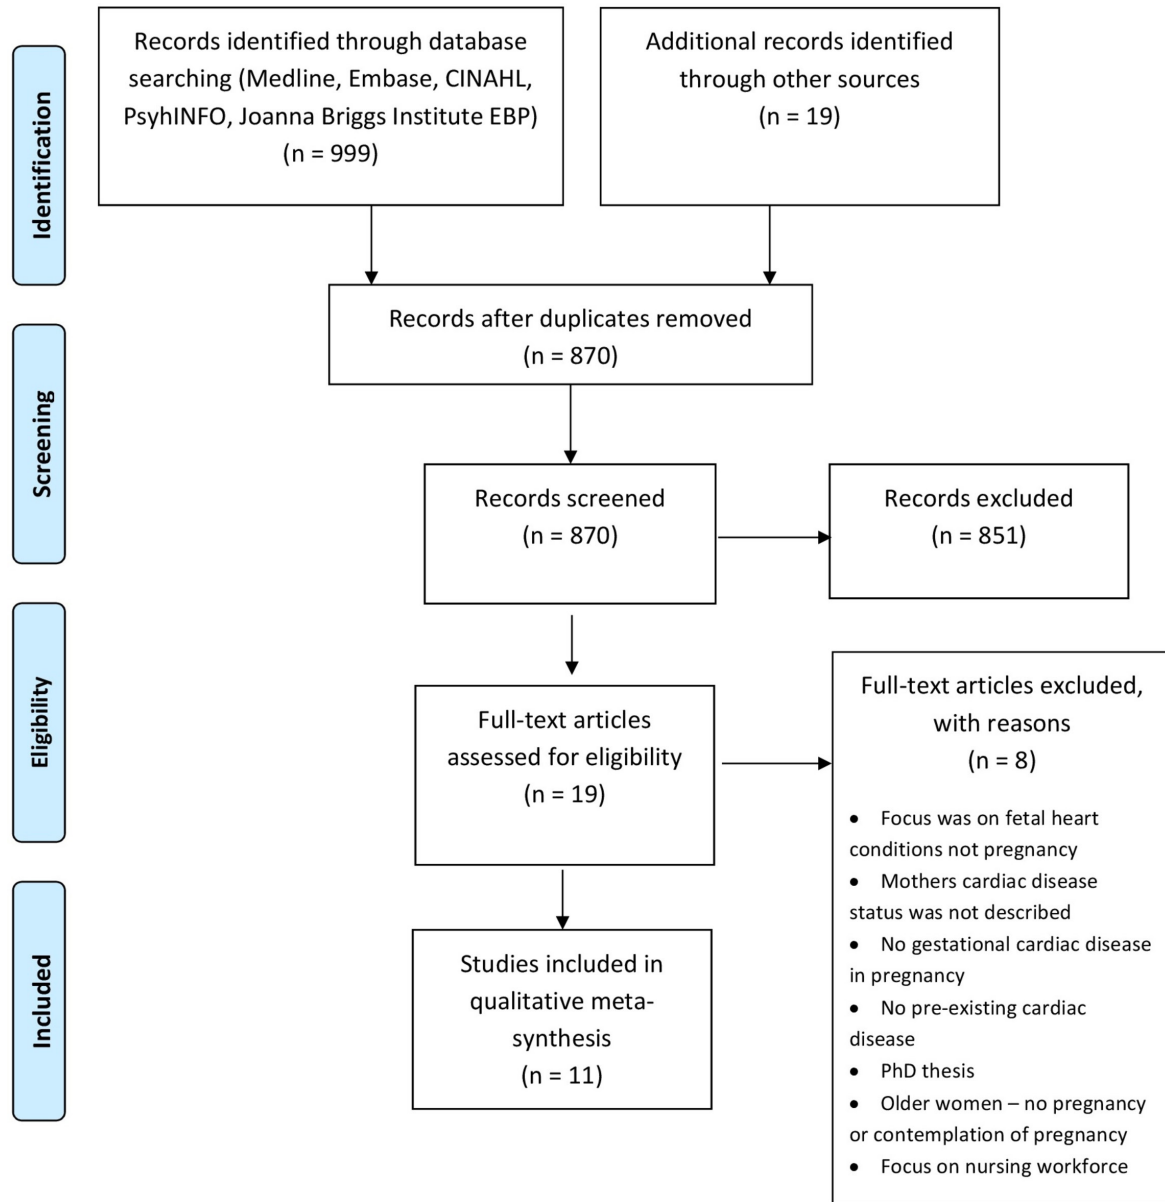 Identification
Records identified through database
searching (Medline, Embase, CINAHL,
PsyhINFO, Joanna Briggs Institute EBP)
(n = 999)
Additional records identified
through other sources
(n = 19)
Records after duplicates removed
(n = 870)
Screening
Records screened
(n = 870)
Records excluded
(n = 851)
Eligibility
Full-text articles
assessed for eligibility
(n = 19)
Full-text articles excluded,
with reasons
(n = 8)
• Focus was on fetal heart
conditions not pregnancy
• Mothers cardiac disease
status was not described
• No gestational cardiac disease
in pregnancy
• No pre-existing cardiac
disease
• PhD thesis
• Older women – no pregnancy
or contemplation of pregnancy
• Focus on nursing workforce
Included
Studies included in
qualitative meta-
synthesis
(n = 11)